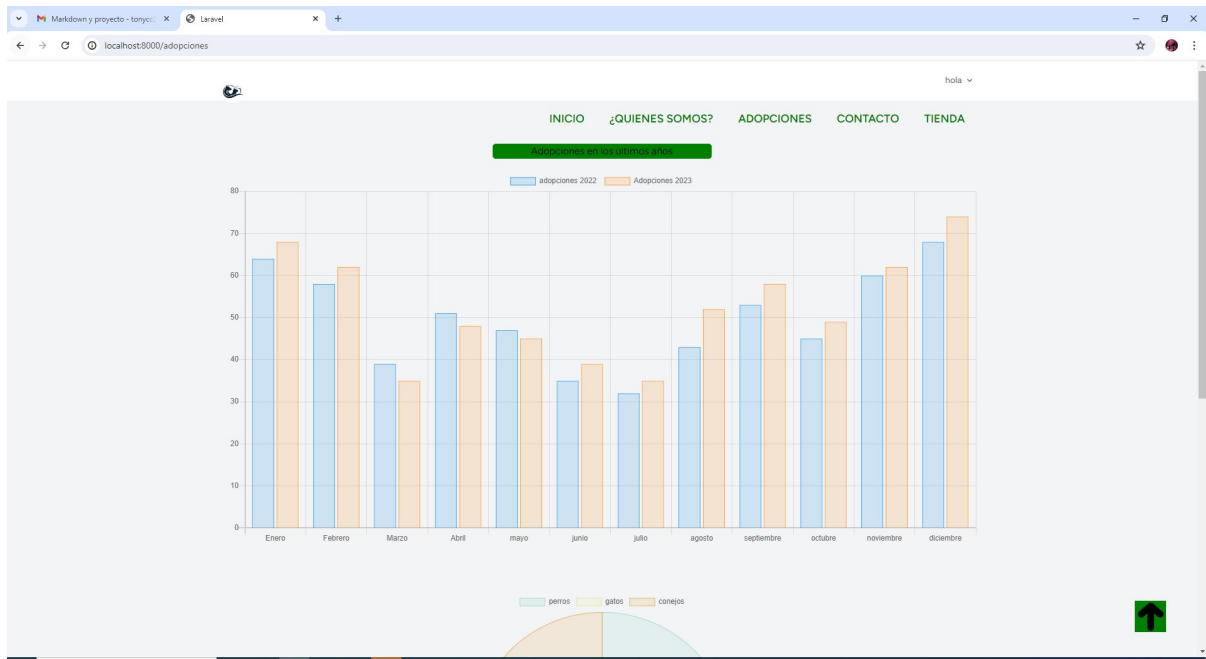 Markdown y proyecto - tonycc
Laravel
localhost:8000/adopciones
hola
INICIO ¿QUIENES SOMOS? ADOPCIONES CONTACTO TIENDA
Adopciones en los ultimos años
adopciones 2022 Adopciones 2023
80
70
60
50
40
30
20
10
0
Enero Febrero Marzo Abril mayo junio julio agosto septiembre octubre noviembre diciembre
perros gatos conejos